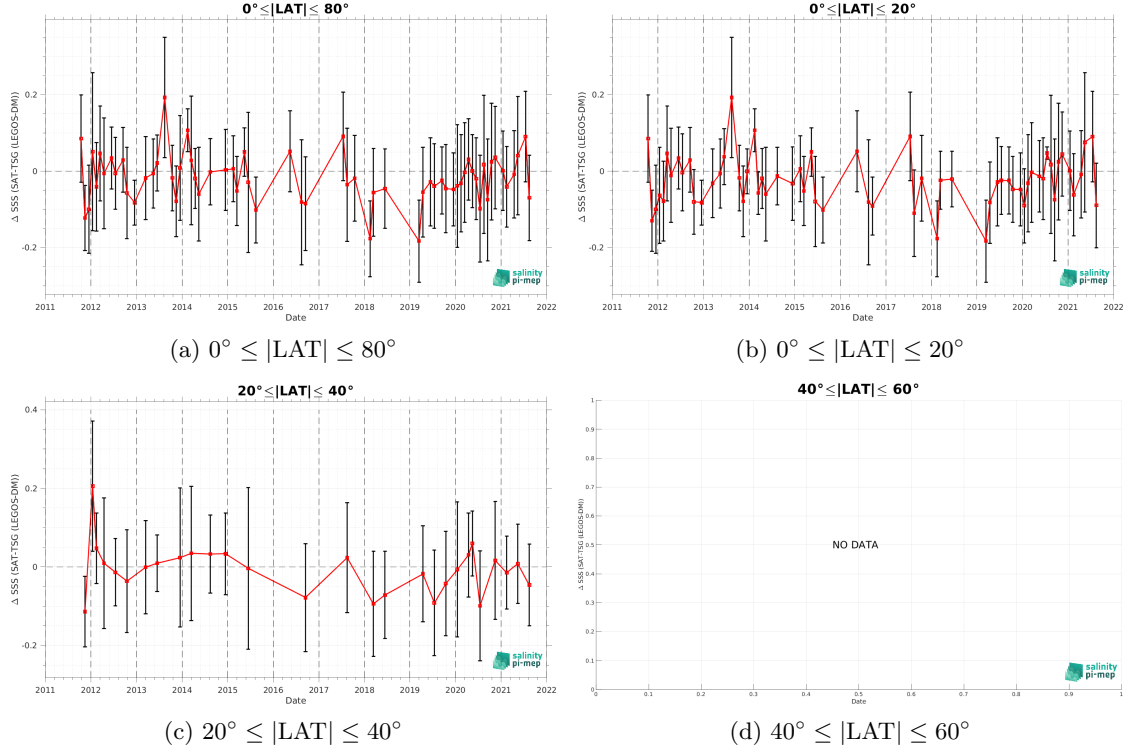 0°≤|LAT|≤ 80°
Δ SSS (SAT-TSG (LEGOS-DM))
0.2
0
-0.2
2011 2012 2013 2014 2015 2016 2017 2018 2019 2020 2021 2022
Date
salinity
pi-mep
(a) 0° ≤ |LAT| ≤ 80°
0°≤|LAT|≤ 20°
Δ SSS (SAT-TSG (LEGOS-DM))
0.2
0
-0.2
2011 2012 2013 2014 2015 2016 2017 2018 2019 2020 2021 2022
Date
salinity
pi-mep
(b) 0° ≤ |LAT| ≤ 20°
20°≤|LAT|≤ 40°
Δ SSS (SAT-TSG (LEGOS-DM))
0.4
0.2
0
-0.2
2011 2012 2013 2014 2015 2016 2017 2018 2019 2020 2021 2022
Date
salinity
pi-mep
(c) 20° ≤ |LAT| ≤ 40°
40°≤|LAT|≤ 60°
Δ SSS (SAT-TSG (LEGOS-DM))
1
0.9
0.8
0.7
0.6
0.5
0.4
0.3
0.2
0.1
0
NO DATA
0 0.1 0.2 0.3 0.4 0.5 0.6 0.7 0.8 0.9 1
Date
salinity
pi-mep
(d) 40° ≤ |LAT| ≤ 60°